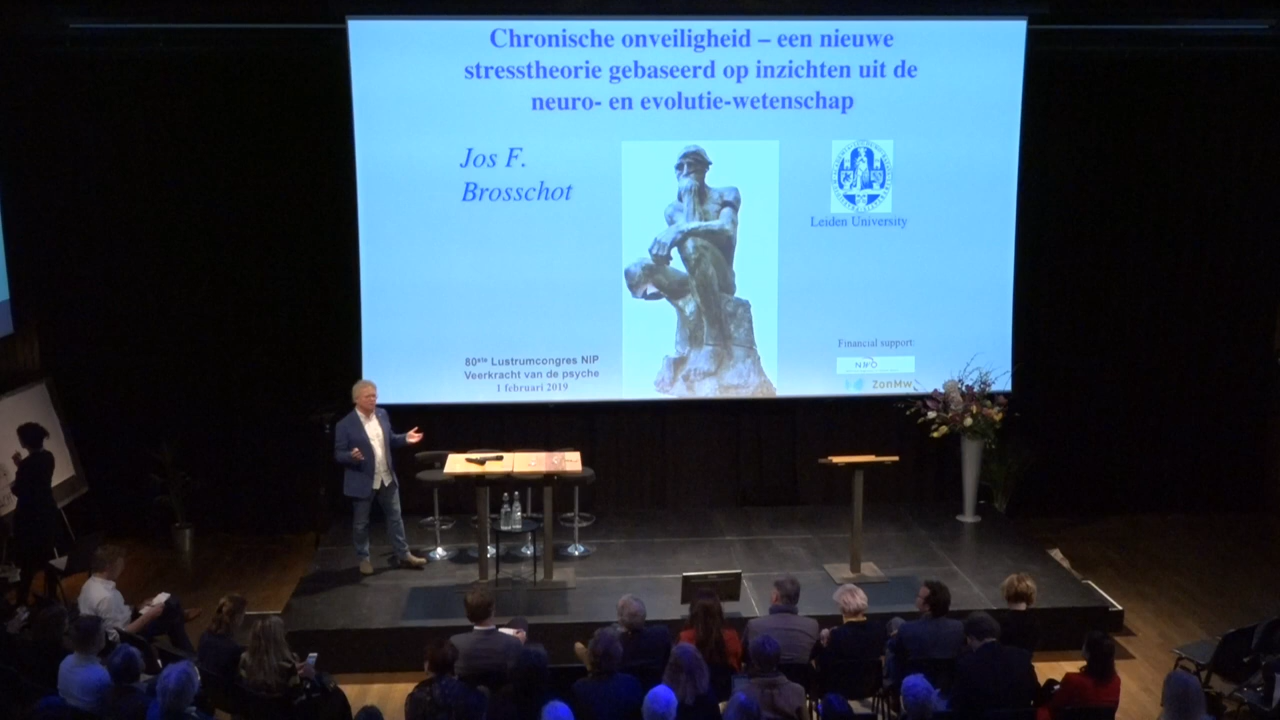 Chronische onveiligheid – een nieuwe
stresstheorie gebaseerd op inzichten uit de
neuro- en evolutie-wetenschap
Jos F.
Brosschot
Leiden University
80ste Lustrumcongres NIP
Veerkracht van de psyche
1 februari 2019
Financial support:
NWO
ZonMw